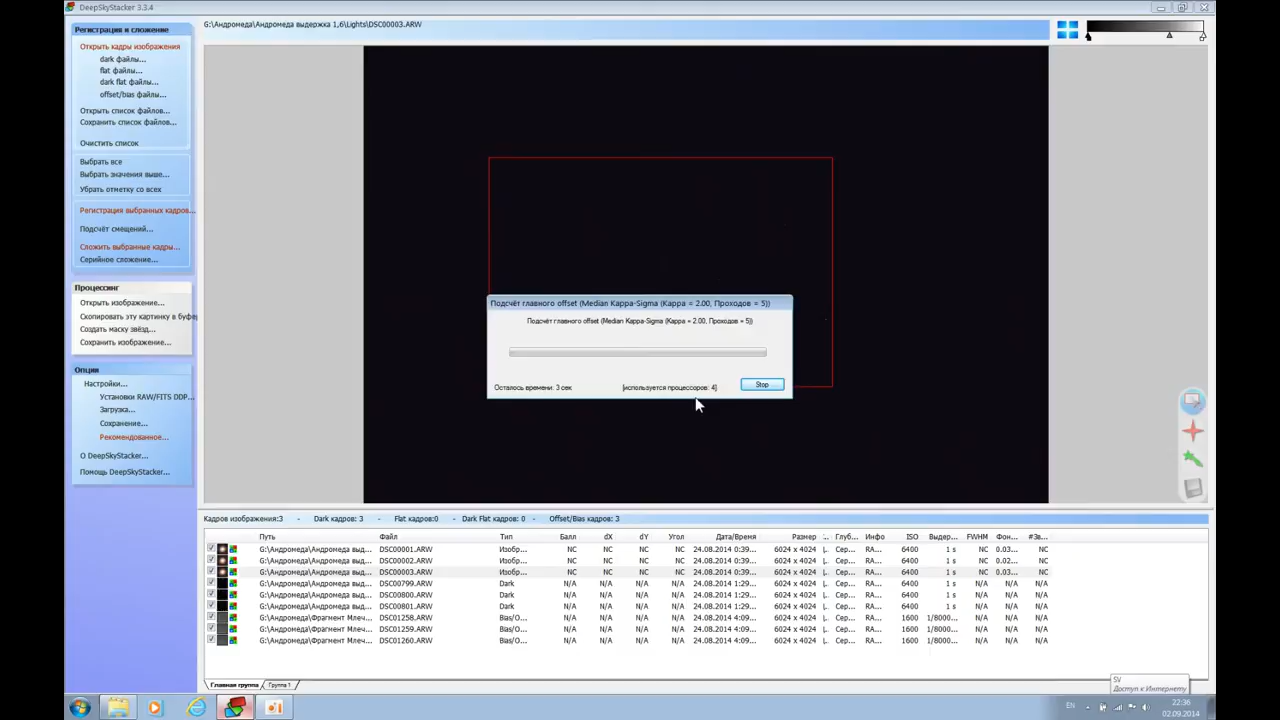 DeepSkyStacker 3.3.4
Регистрация и сложение
Открыть кадры изображения
dark файлы...
flat файлы...
dark flat файлы...
offset/bias файлы...
Открыть список файлов...
Сохранить список файлов...
Очистить список
Выбрать все
Выбрать значения выше...
Убрать отметку со всех
Регистрация выбранных кадров...
Подсчёт смещений...
Сложить выбранные кадры...
Серийное сложение...
Процессинг
Открыть изображение...
Скопировать эту картинку в буфе
Создать маску звёзд...
Сохранить изображение...
Опции
Настройки...
Установки RAW/FITS DDP...
Загрузка...
Сохранение...
Рекомендованное...
О DeepSkyStacker...
Помощь DeepSkyStacker...
G:\Андромеда\Андромеда выдержка 1,6\Lights\DSC00003.ARW
Подсчёт главного offset (Median Kappa-Sigma (Kappa = 2.00, Проходов = 5))
Подсчёт главного offset (Median Kappa-Sigma (Kappa = 2.00, Проходов = 5))
Осталось времени: 3 сек
[используется процессоров: 4]
Stop
Кадров изображения:3 - Dark кадров: 3 - Flat кадров:0 - Dark Flat кадров: 0 - Offset/Bias кадров: 3
Путь Файл Тип Балл dX dY Угол Дата/Время Размер (.. Глуб... Инфо ISO Выдер... FWHM Фон... #Зв...
G:\Андромеда\Андромеда выд... DSC00001.ARW Изобр... NC NC NC NC 24.08.2014 0:39... 6024 x 4024 (.. Сер... RA... 6400 1 s NC 0.03... NC
G:\Андромеда\Андромеда выд... DSC00002.ARW Изобр... NC NC NC NC 24.08.2014 0:39... 6024 x 4024 (.. Сер... RA... 6400 1 s NC 0.02... NC
G:\Андромеда\Андромеда выд... DSC00003.ARW Изобр... NC NC NC NC 24.08.2014 0:39... 6024 x 4024 (.. Сер... RA... 6400 1 s NC 0.03... NC
G:\Андромеда\Андромеда выд... DSC00799.ARW Dark N/A N/A N/A N/A 24.08.2014 1:29... 6024 x 4024 (.. Сер... RA... 6400 1 s N/A N/A N/A
G:\Андромеда\Андромеда выд... DSC00800.ARW Dark N/A N/A N/A N/A 24.08.2014 1:29... 6024 x 4024 (.. Сер... RA... 6400 1 s N/A N/A N/A
G:\Андромеда\Андромеда выд... DSC00801.ARW Dark N/A N/A N/A N/A 24.08.2014 1:29... 6024 x 4024 (.. Сер... RA... 6400 1 s N/A N/A N/A
G:\Андромеда\Фрагмент Млеч... DSC01258.ARW Bias/O... N/A N/A N/A N/A 24.08.2014 4:09... 6024 x 4024 (.. Сер... RA... 1600 1/8000... N/A N/A N/A
G:\Андромеда\Фрагмент Млеч... DSC01259.ARW Bias/O... N/A N/A N/A N/A 24.08.2014 4:09... 6024 x 4024 (.. Сер... RA... 1600 1/8000... N/A N/A N/A
G:\Андромеда\Фрагмент Млеч... DSC01260.ARW Bias/O... N/A N/A N/A N/A 24.08.2014 4:09... 6024 x 4024 (.. Сер... RA... 1600 1/8000... N/A N/A N/A
Главная группа Группа 1
SV
Доступ к Интернету
EN
22:36
02.09.2014